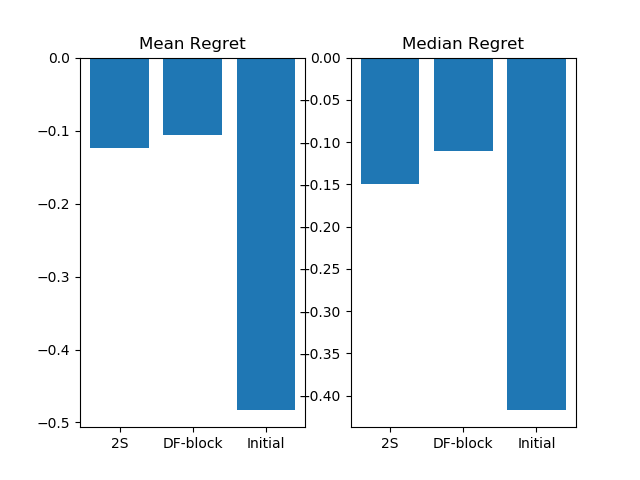 Mean Regret
0.0
−0.1
−0.2
−0.3
−0.4
−0.5
2S
DF-block
Initial
Median Regret
0.00
−0.05
−0.10
−0.15
−0.20
−0.25
−0.30
−0.35
−0.40
2S
DF-block
Initial